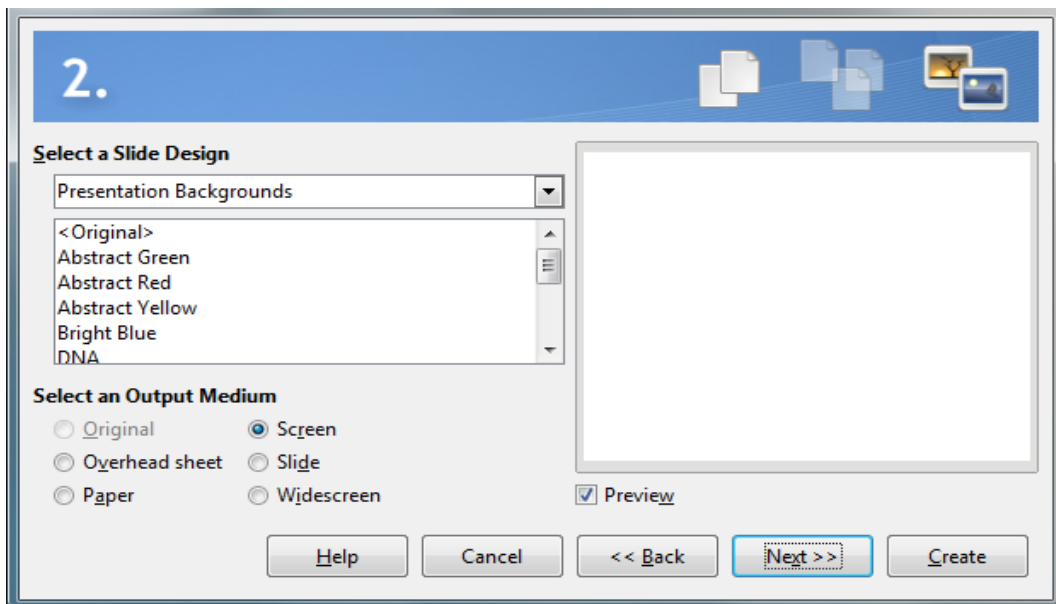 2.
Select a Slide Design
Presentation Backgrounds
<Original>
Abstract Green
Abstract Red
Abstract Yellow
Bright Blue
DNA
Select an Output Medium
Original Screen
Overhead sheet Slide
Paper Widescreen
Preview
Help Cancel << Back Next >> Create